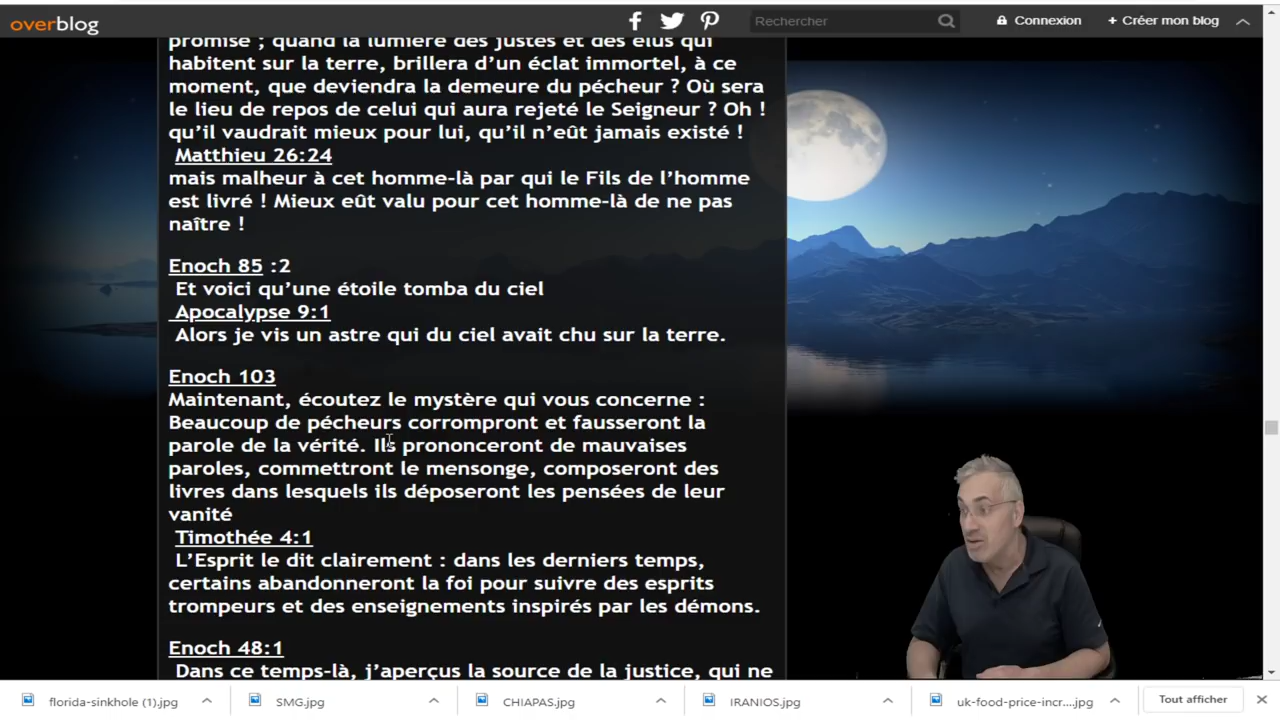 overblog
Rechercher
Connexion
+ Créer mon blog
promise ; quand la lumière des justes et des élus qui
habitent sur la terre, brillera d'un éclat immortel, à ce
moment, que deviendra la demeure du pécheur ? Où sera
le lieu de repos de celui qui aura rejeté le Seigneur ? Oh !
qu'il vaudrait mieux pour lui, qu'il n'eût jamais existé !
Matthieu 26:24
mais malheur à cet homme-là par qui le Fils de l'homme
est livré ! Mieux eût valu pour cet homme-là de ne pas
naître !
Enoch 85 :2
Et voici qu'une étoile tomba du ciel
Apocalypse 9:1
Alors je vis un astre qui du ciel avait chu sur la terre.
Enoch 103
Maintenant, écoutez le mystère qui vous concerne :
Beaucoup de pécheurs corrompront et fausseront la
parole de la vérité. Ils prononceront de mauvaises
paroles, commettront le mensonge, composeront des
livres dans lesquels ils déposeront les pensées de leur
vanité
Timothée 4:1
L'Esprit le dit clairement : dans les derniers temps,
certains abandonneront la foi pour suivre des esprits
trompeurs et des enseignements inspirés par les démons.
Enoch 48:1
Dans ce temps-là, j'aperçus la source de la justice, qui ne
florida-sinkhole (1).jpg
SMG.jpg
CHIAPAS.jpg
IRANIOS.jpg
uk-food-price-incr....jpg
Tout afficher